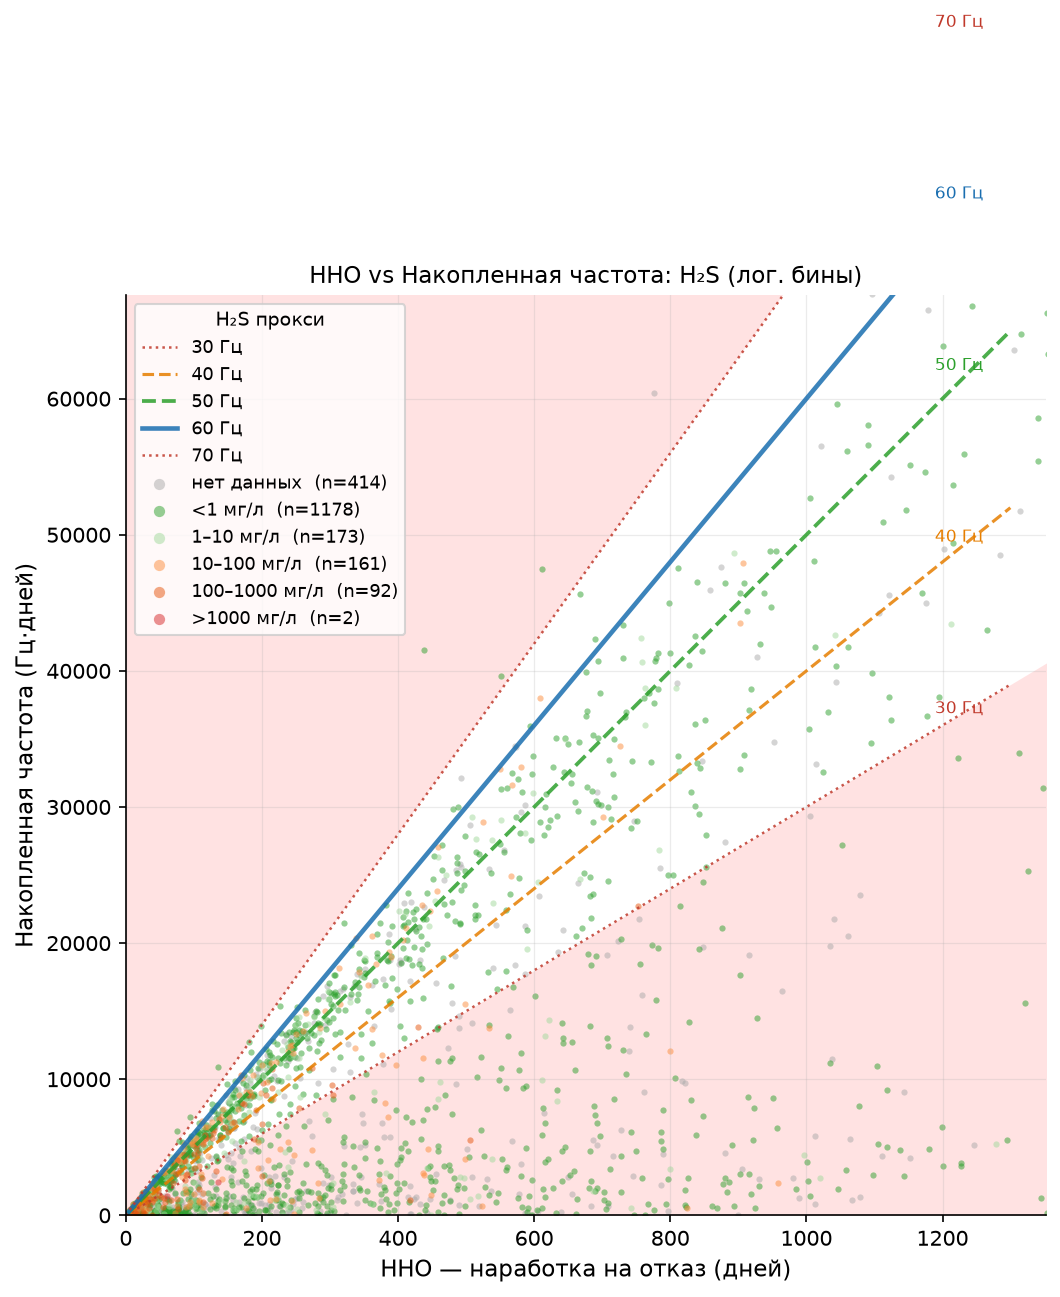 70 Гц
60 Гц
ННО vs Накопленная частота: H₂S (лог. бины)
H₂S прокси
30 Гц
40 Гц
50 Гц
60 Гц
70 Гц
нет данных (n=414)
<1 мг/л (n=1178)
1–10 мг/л (n=173)
10–100 мг/л (n=161)
100–1000 мг/л (n=92)
>1000 мг/л (n=2)
50 Гц
40 Гц
30 Гц
Накопленная частота (Гц·дней)
60000
50000
40000
30000
20000
10000
0
0 200 400 600 800 1000 1200
ННО — наработка на отказ (дней)